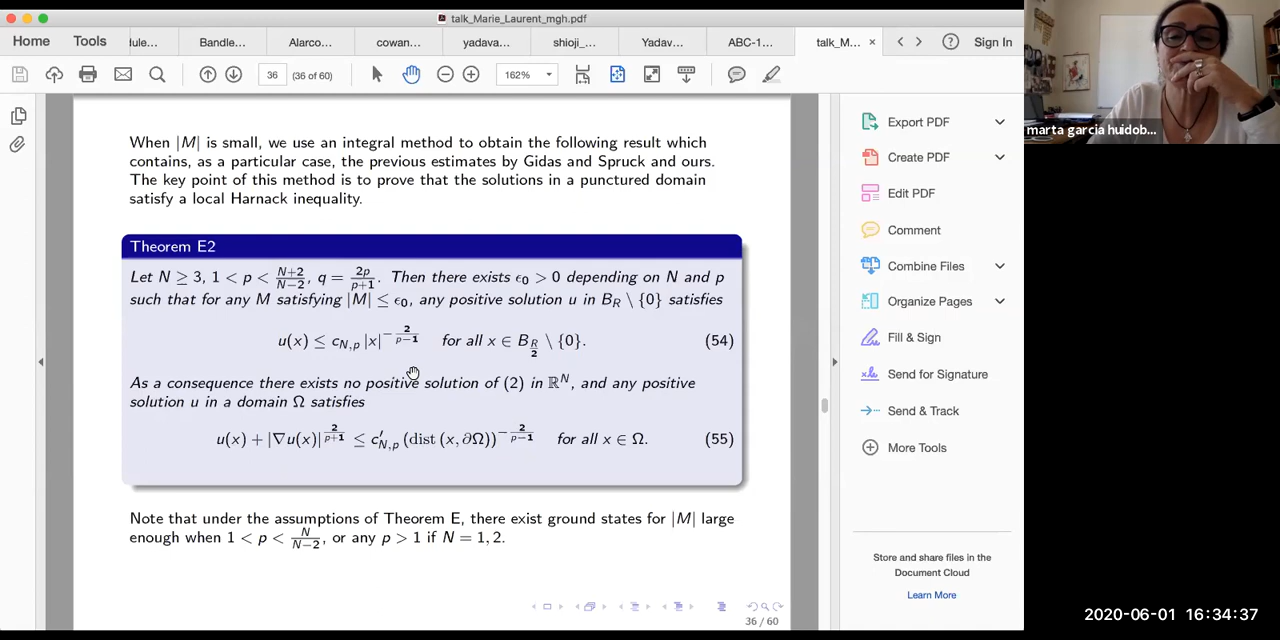 talk_Marie_Laurent_mgh.pdf
Home Tools dule... Bandle... Alarco... cowan... yadava... shioji_... Yadav... ABC-1... talk_M... × Sign In
36 (36 of 60) 162%
When |M| is small, we use an integral method to obtain the following result which
contains, as a particular case, the previous estimates by Gidas and Spruck and ours.
The key point of this method is to prove that the solutions in a punctured domain
satisfy a local Harnack inequality.
Theorem E2
Let N ≥ 3, 1 < p < \frac{N+2}{N−2}, q = \frac{2p}{p+1}. Then there exists ϵ₀ > 0 depending on N and p
such that for any M satisfying |M| ≤ ϵ₀, any positive solution u in B_R \ {0} satisfies
u(x) ≤ c_{N,p} |x|^{−\frac{2}{p−1}} for all x ∈ B_{\frac{R}{2}} \ {0}. (54)
As a consequence there exists no positive solution of (2) in ℝ^N, and any positive
solution u in a domain Ω satisfies
u(x) + |∇u(x)|^{\frac{2}{p+1}} ≤ c′_{N,p} (dist (x, ∂Ω))^{−\frac{2}{p−1}} for all x ∈ Ω. (55)
Note that under the assumptions of Theorem E, there exist ground states for |M| large
enough when 1 < p < \frac{N}{N−2}, or any p > 1 if N = 1, 2.
36 / 60
Export PDF
Create PDF
Edit PDF
Comment
Combine Files
Organize Pages
Fill & Sign
Send for Signature
Send & Track
More Tools
Store and share files in the
Document Cloud
Learn More
marta garcia huidob...
2020-06-01 16:34:37